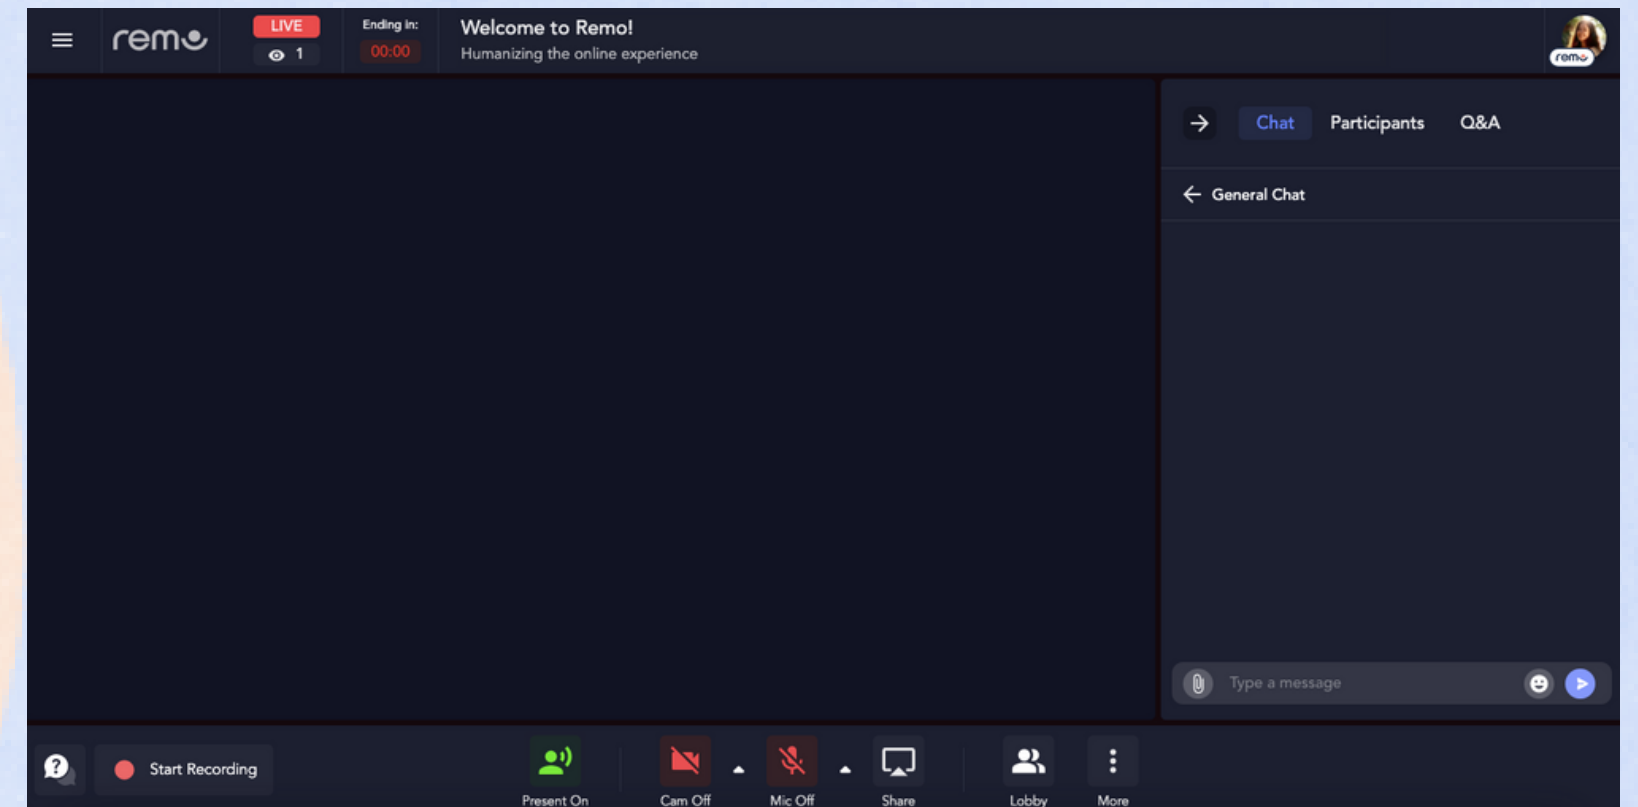 remo
LIVE
1
Ending in:
00:00
Welcome to Remo!
Humanizing the online experience
remo
Chat
Participants
Q&A
General Chat
Type a message
?
Start Recording
Present On
Cam Off
Mic Off
Share
Lobby
More